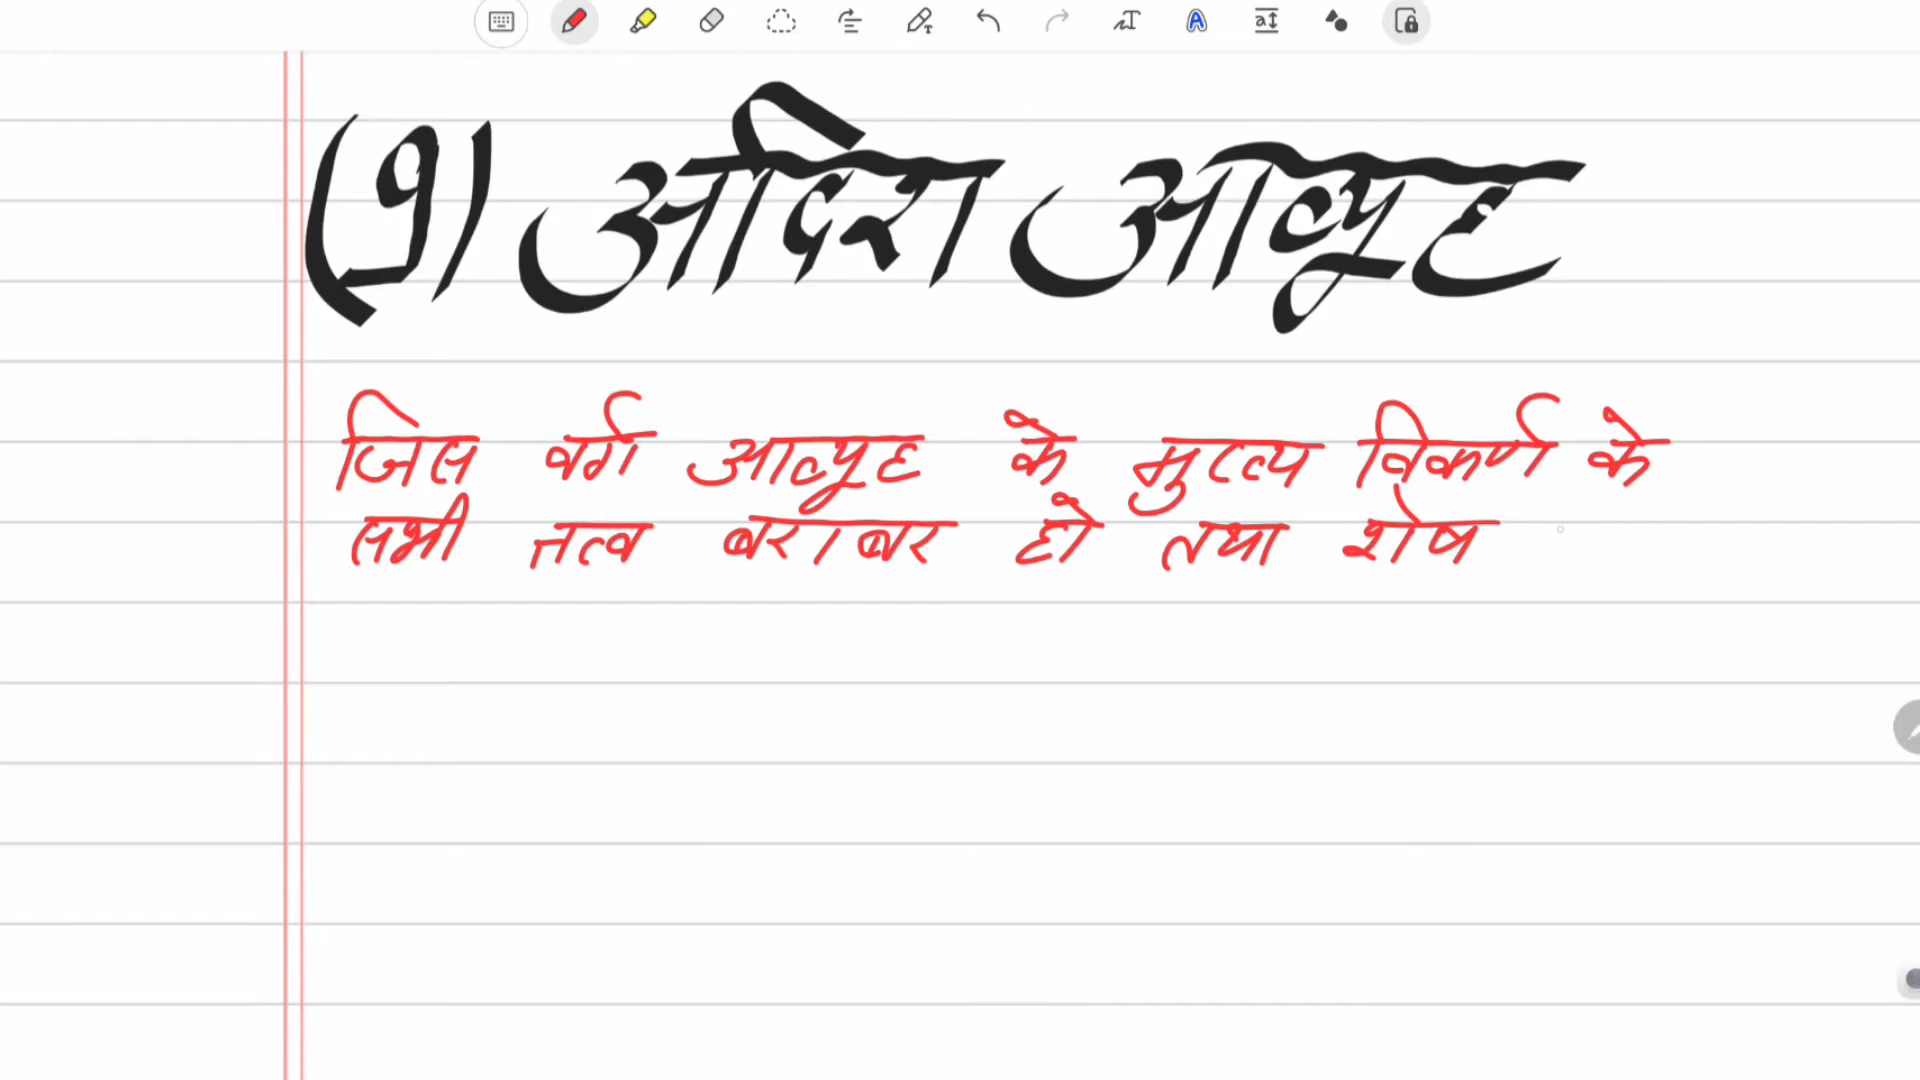 (9) अदिश आव्यूह
जिस वर्ग आव्यूह के मुख्य विकर्ण के
सभी तत्व बराबर हो तथा शेष